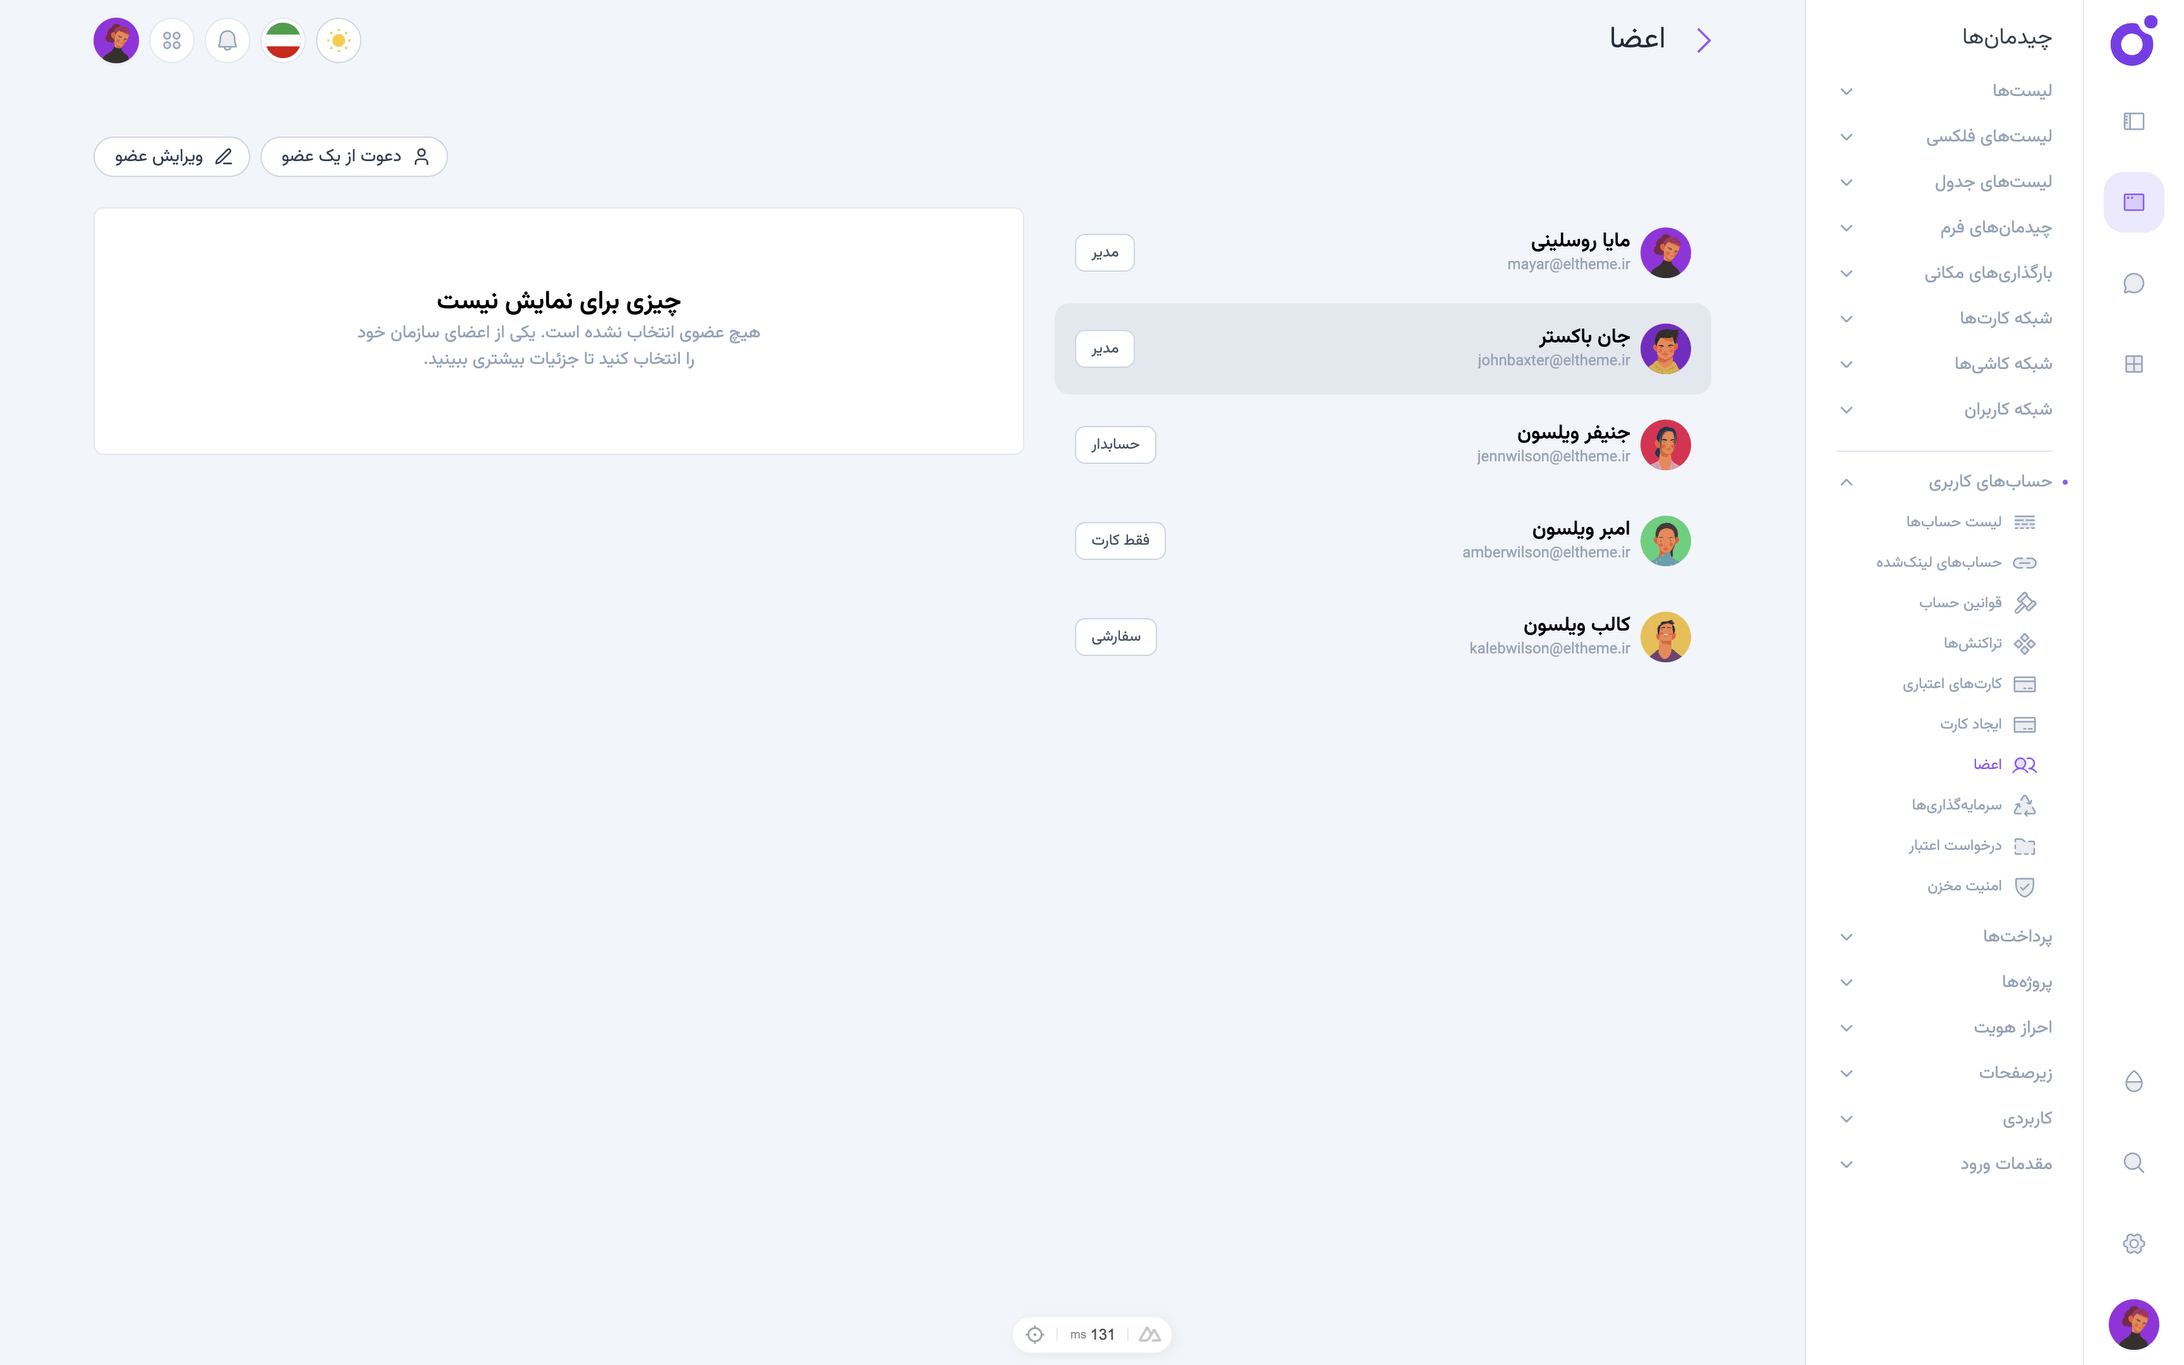 چیدمان‌ها
لیست‌ها
لیست‌های فلکسی
لیست‌های جدول
چیدمان‌های فرم
بارگذاری‌های مکانی
شبکه کارت‌ها
شبکه کاشی‌ها
شبکه کاربران
حساب‌های کاربری
لیست حساب‌ها
حساب‌های لینک‌شده
قوانین حساب
تراکنش‌ها
کارت‌های اعتباری
ایجاد کارت
اعضا
سرمایه‌گذاری‌ها
درخواست اعتبار
امنیت مخزن
پرداخت‌ها
پروژه‌ها
احراز هویت
زیرصفحات
کاربردی
مقدمات ورود
اعضا
دعوت از یک عضو
ویرایش عضو
مایا روسلینی
mayar@eltheme.ir
مدیر
جان باکستر
johnbaxter@eltheme.ir
مدیر
جنیفر ویلسون
jennwilson@eltheme.ir
حسابدار
امبر ویلسون
amberwilson@eltheme.ir
فقط کارت
کالب ویلسون
kalebwilson@eltheme.ir
سفارشی
چیزی برای نمایش نیست
هیچ عضوی انتخاب نشده است. یکی از اعضای سازمان خود
را انتخاب کنید تا جزئیات بیشتری ببینید.
131 ms